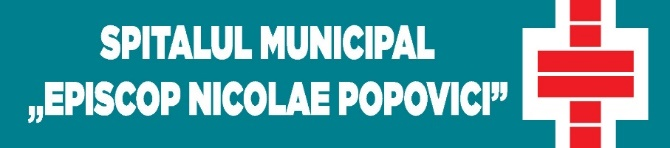 SPITALUL MUNICIPAL
„EPISCOP NICOLAE POPOVICI”